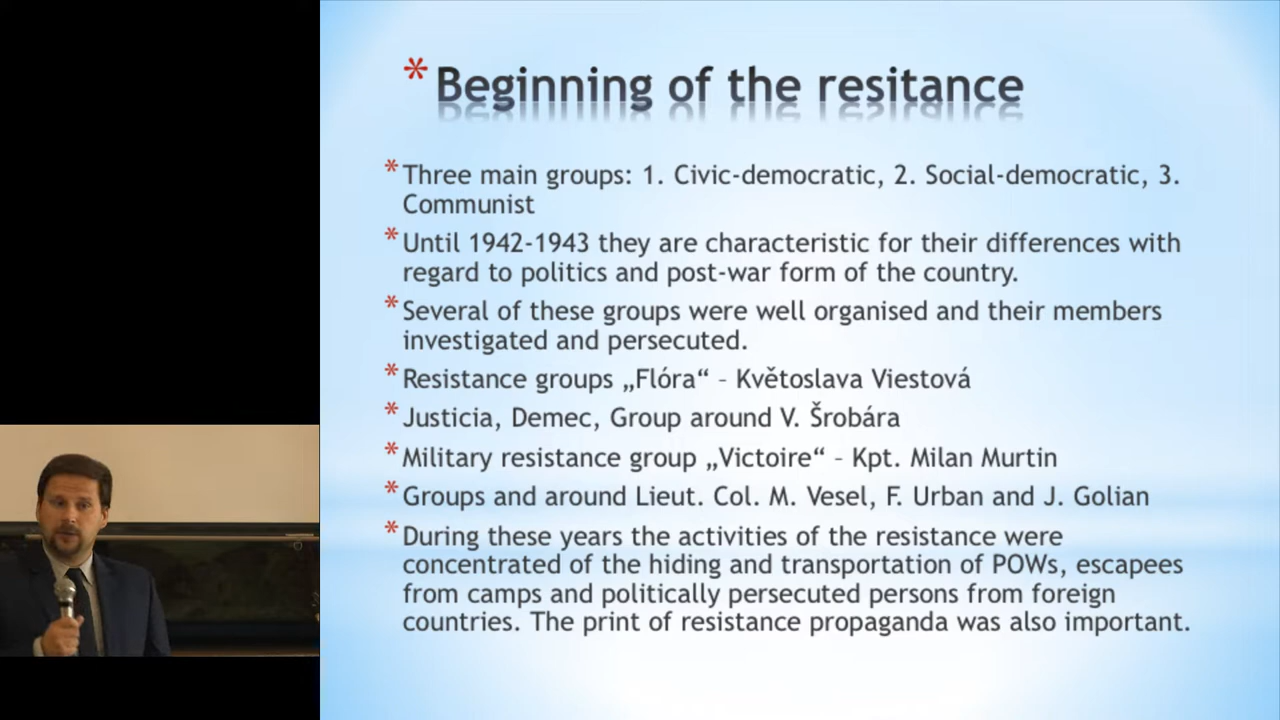 * Beginning of the resitance
* Three main groups: 1. Civic-democratic, 2. Social-democratic, 3.
Communist
* Until 1942-1943 they are characteristic for their differences with
regard to politics and post-war form of the country.
* Several of these groups were well organised and their members
investigated and persecuted.
* Resistance groups „Flóra“ – Květoslava Viestová
* Justicia, Demec, Group around V. Šrobára
* Military resistance group „Victoire“ – Kpt. Milan Murtin
* Groups and around Lieut. Col. M. Vesel, F. Urban and J. Golian
* During these years the activities of the resistance were
concentrated of the hiding and transportation of POWs, escapees
from camps and politically persecuted persons from foreign
countries. The print of resistance propaganda was also important.